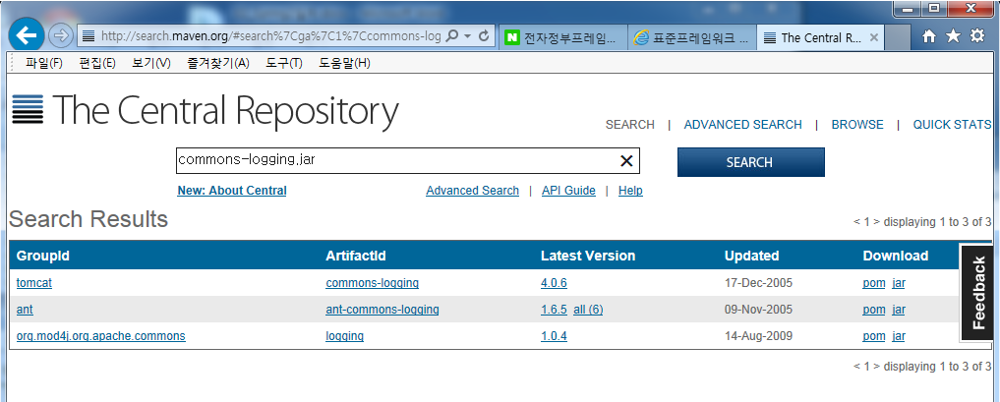 http://search.maven.org/#search%7Cga%7C1%7Ccommons-log
전자정부프레임...
표준프레임워크 ...
The Central R...
파일(F) 편집(E) 보기(V) 즐겨찾기(A) 도구(T) 도움말(H)
The Central Repository
SEARCH | ADVANCED SEARCH | BROWSE | QUICK STATS
commons-logging.jar
SEARCH
New: About Central Advanced Search | API Guide | Help
Search Results
< 1 > displaying 1 to 3 of 3
GroupId ArtifactId Latest Version Updated Download
tomcat commons-logging 4.0.6 17-Dec-2005 pom jar
ant ant-commons-logging 1.6.5 all (6) 09-Nov-2005 pom jar
org.mod4j.org.apache.commons logging 1.0.4 14-Aug-2009 pom jar
< 1 > displaying 1 to 3 of 3
Feedback